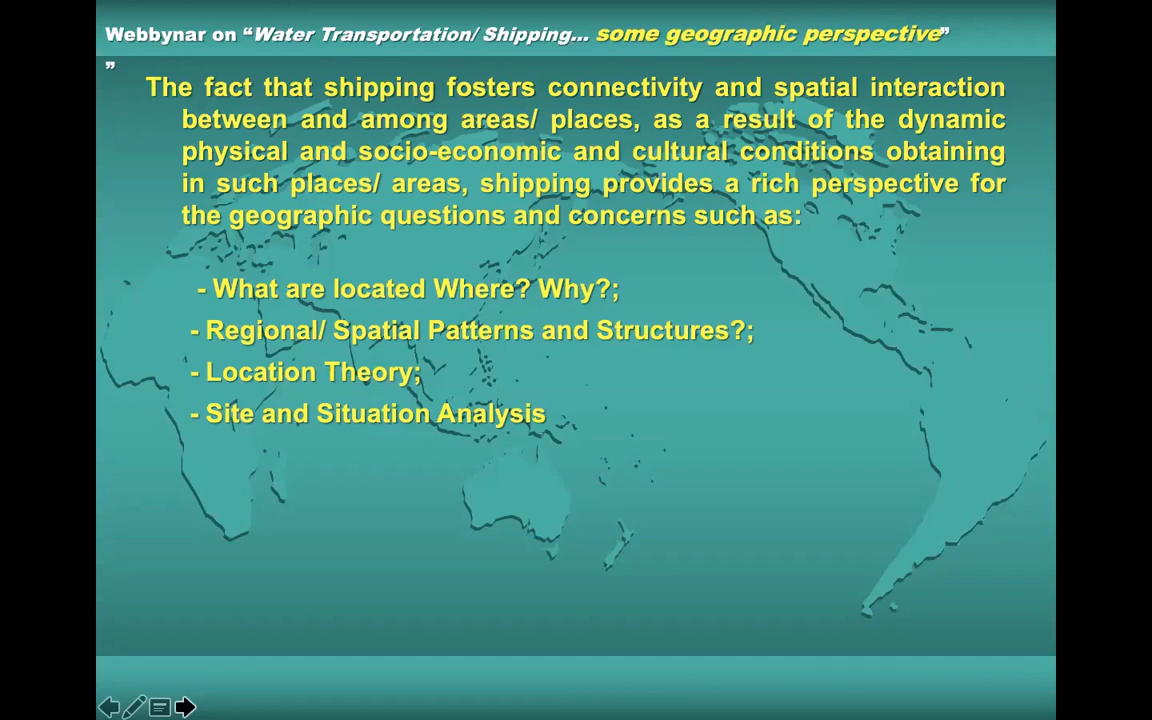 Webbynar on “Water Transportation/ Shipping... some geographic perspective”
”
The fact that shipping fosters connectivity and spatial interaction
between and among areas/ places, as a result of the dynamic
physical and socio-economic and cultural conditions obtaining
in such places/ areas, shipping provides a rich perspective for
the geographic questions and concerns such as:
- What are located Where? Why?;
- Regional/ Spatial Patterns and Structures?;
- Location Theory;
- Site and Situation Analysis